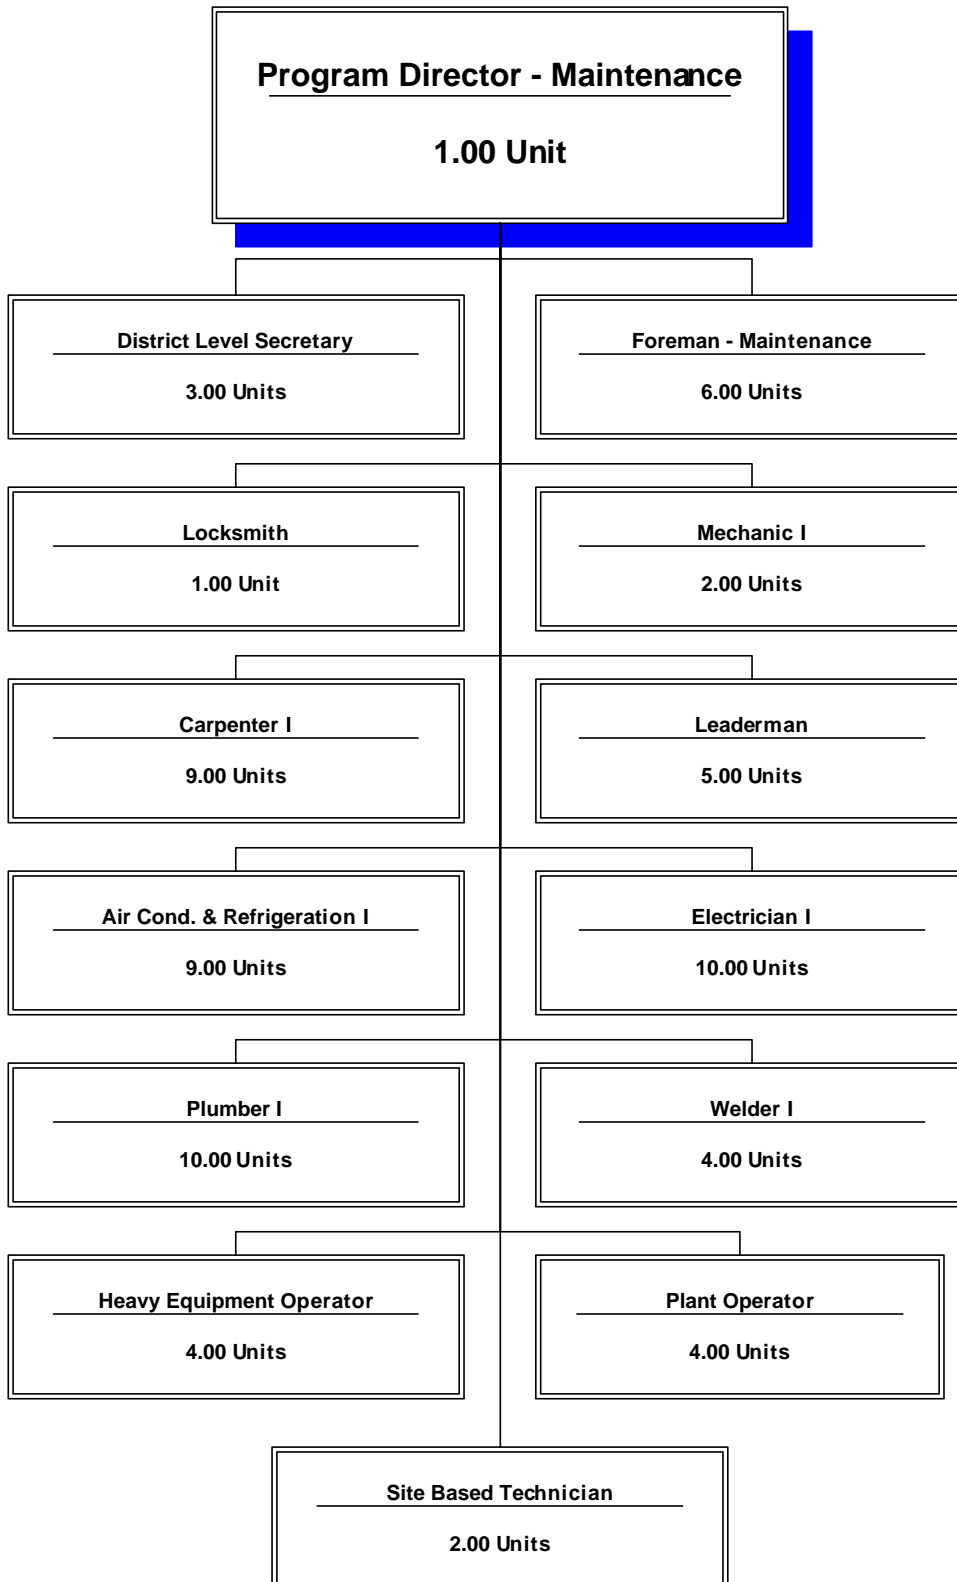 Program Director - Maintenance
1.00 Unit
District Level Secretary
3.00 Units
Foreman - Maintenance
6.00 Units
Locksmith
1.00 Unit
Mechanic I
2.00 Units
Carpenter I
9.00 Units
Leaderman
5.00 Units
Air Cond. & Refrigeration I
9.00 Units
Electrician I
10.00 Units
Plumber I
10.00 Units
Welder I
4.00 Units
Heavy Equipment Operator
4.00 Units
Plant Operator
4.00 Units
Site Based Technician
2.00 Units